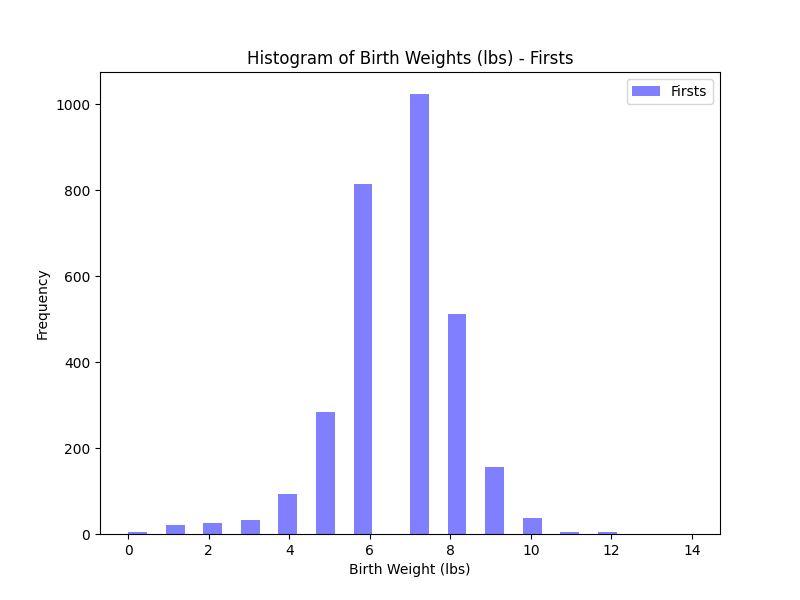 Histogram of Birth Weights (lbs) - Firsts
Firsts
1000
800
600
400
200
0
Frequency
0 2 4 6 8 10 12 14
Birth Weight (lbs)